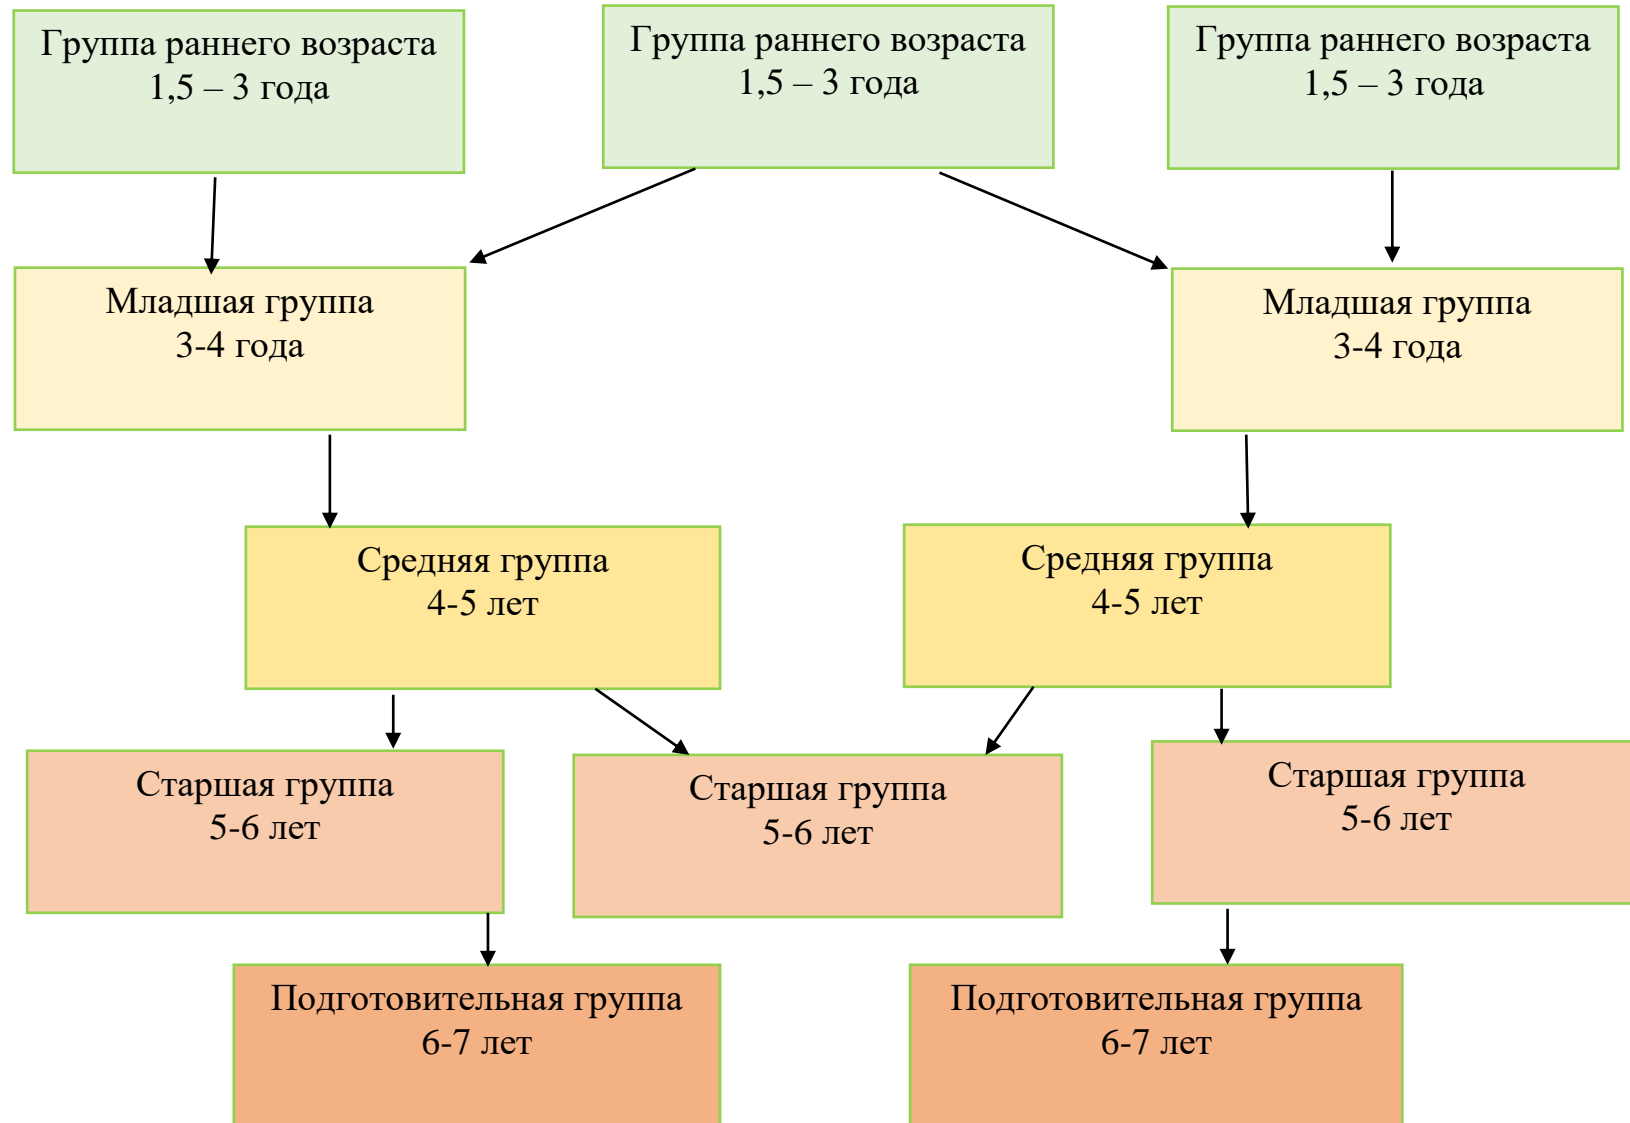 Группа раннего возраста
1,5 – 3 года
Группа раннего возраста
1,5 – 3 года
Группа раннего возраста
1,5 – 3 года
Младшая группа
3-4 года
Младшая группа
3-4 года
Средняя группа
4-5 лет
Средняя группа
4-5 лет
Старшая группа
5-6 лет
Старшая группа
5-6 лет
Старшая группа
5-6 лет
Подготовительная группа
6-7 лет
Подготовительная группа
6-7 лет